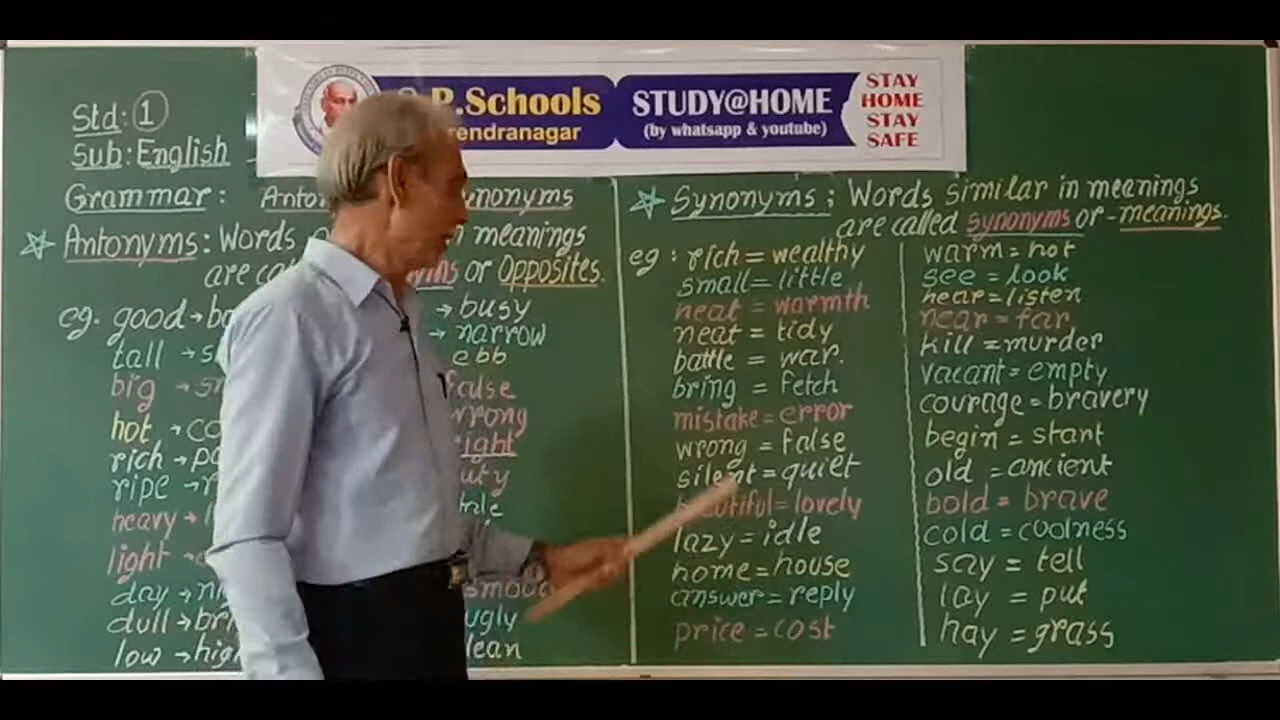 .P.Schools
rendranagar
STUDY@HOME
(by whatsapp & youtube)
STAY
HOME
STAY
SAFE
Std: 1
Sub: English
Grammar: nyms
Antonyms: Words meanings
are or Opposites.
eg. good →
tall →
big →
hot →
rich →
ripe →
heavy →
light →
day →
dull →
low → high
→ busy
→ narrow
ebb
false
wrong
ight
uty
ugly
lean
Synonyms: Words similar in meanings
are called synonyms or - meanings.
eg: rich = wealthy
small = little
heat = warmth
neat = tidy
battle = war.
bring = fetch
mistake = error
wrong = false
silent = quiet
beautiful = lovely
lazy = idle
home = house
answer = reply
price = cost
warm = hot
see = look
hear = listen
near = far
kill = murder
vacant = empty
courage = bravery
begin = start
old = ancient
bold = brave
cold = coolness
say = tell
lay = put
hay = grass